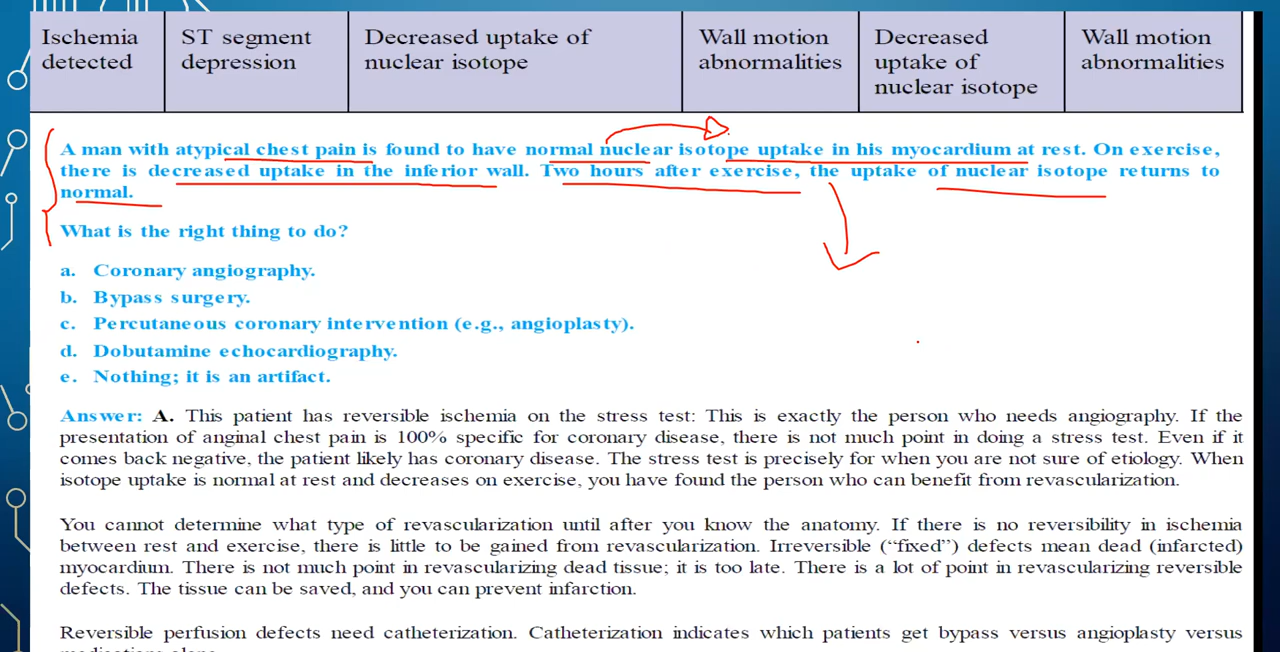 Ischemia detected
ST segment depression
Decreased uptake of nuclear isotope
Wall motion abnormalities
Decreased uptake of nuclear isotope
Wall motion abnormalities
A man with atypical chest pain is found to have normal nuclear isotope uptake in his myocardium at rest. On exercise,
there is decreased uptake in the inferior wall. Two hours after exercise, the uptake of nuclear isotope returns to
normal.
What is the right thing to do?
a. Coronary angiography.
b. Bypass surgery.
c. Percutaneous coronary intervention (e.g., angioplasty).
d. Dobutamine echocardiography.
e. Nothing; it is an artifact.
Answer: A. This patient has reversible ischemia on the stress test: This is exactly the person who needs angiography. If the
presentation of anginal chest pain is 100% specific for coronary disease, there is not much point in doing a stress test. Even if it
comes back negative, the patient likely has coronary disease. The stress test is precisely for when you are not sure of etiology. When
isotope uptake is normal at rest and decreases on exercise, you have found the person who can benefit from revascularization.
You cannot determine what type of revascularization until after you know the anatomy. If there is no reversibility in ischemia
between rest and exercise, there is little to be gained from revascularization. Irreversible (“fixed”) defects mean dead (infarcted)
myocardium. There is not much point in revascularizing dead tissue; it is too late. There is a lot of point in revascularizing reversible
defects. The tissue can be saved, and you can prevent infarction.
Reversible perfusion defects need catheterization. Catheterization indicates which patients get bypass versus angioplasty versus